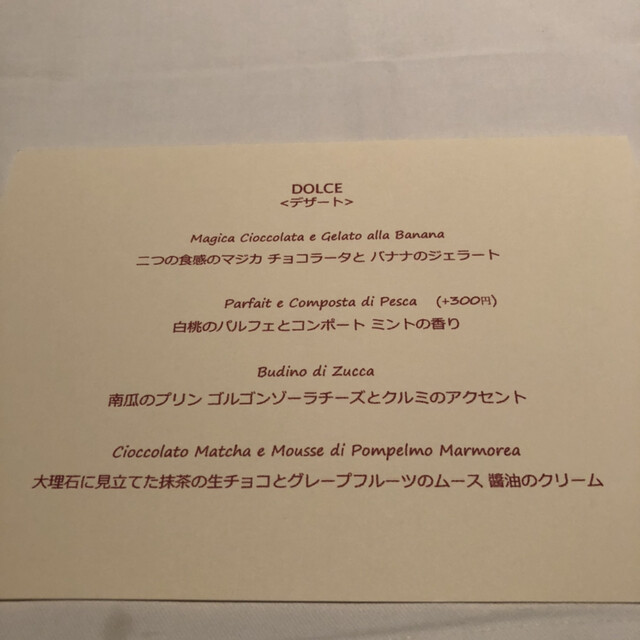 DOLCE
<デザート>
Magica Cioccolata e Gelato alla Banana
二つの食感のマジカ チョコラータと バナナのジェラート
Parfait e Composta di Pesca (+300円)
白桃のパルフェとコンポート ミントの香り
Budino di Zucca
南瓜のプリン ゴルゴンゾーラチーズとクルミのアクセント
Cioccolato Matcha e Mousse di Pompelmo Marmorea
大理石に見立てた抹茶の生チョコとグレープフルーツのムース 醬油のクリーム